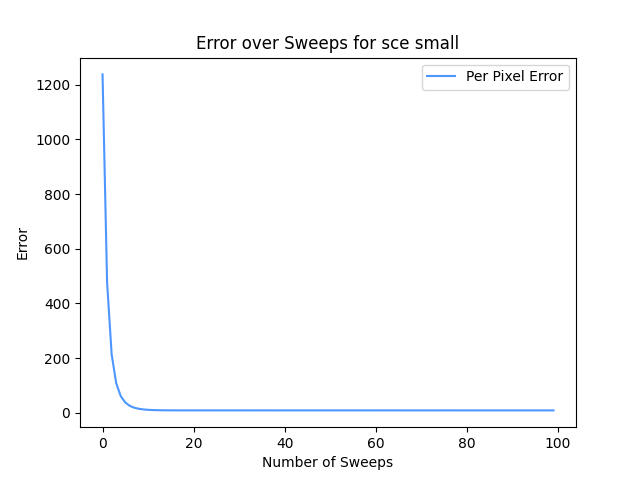 Error over Sweeps for sce small
Per Pixel Error
Error
1200
1000
800
600
400
200
0
0 20 40 60 80 100
Number of Sweeps